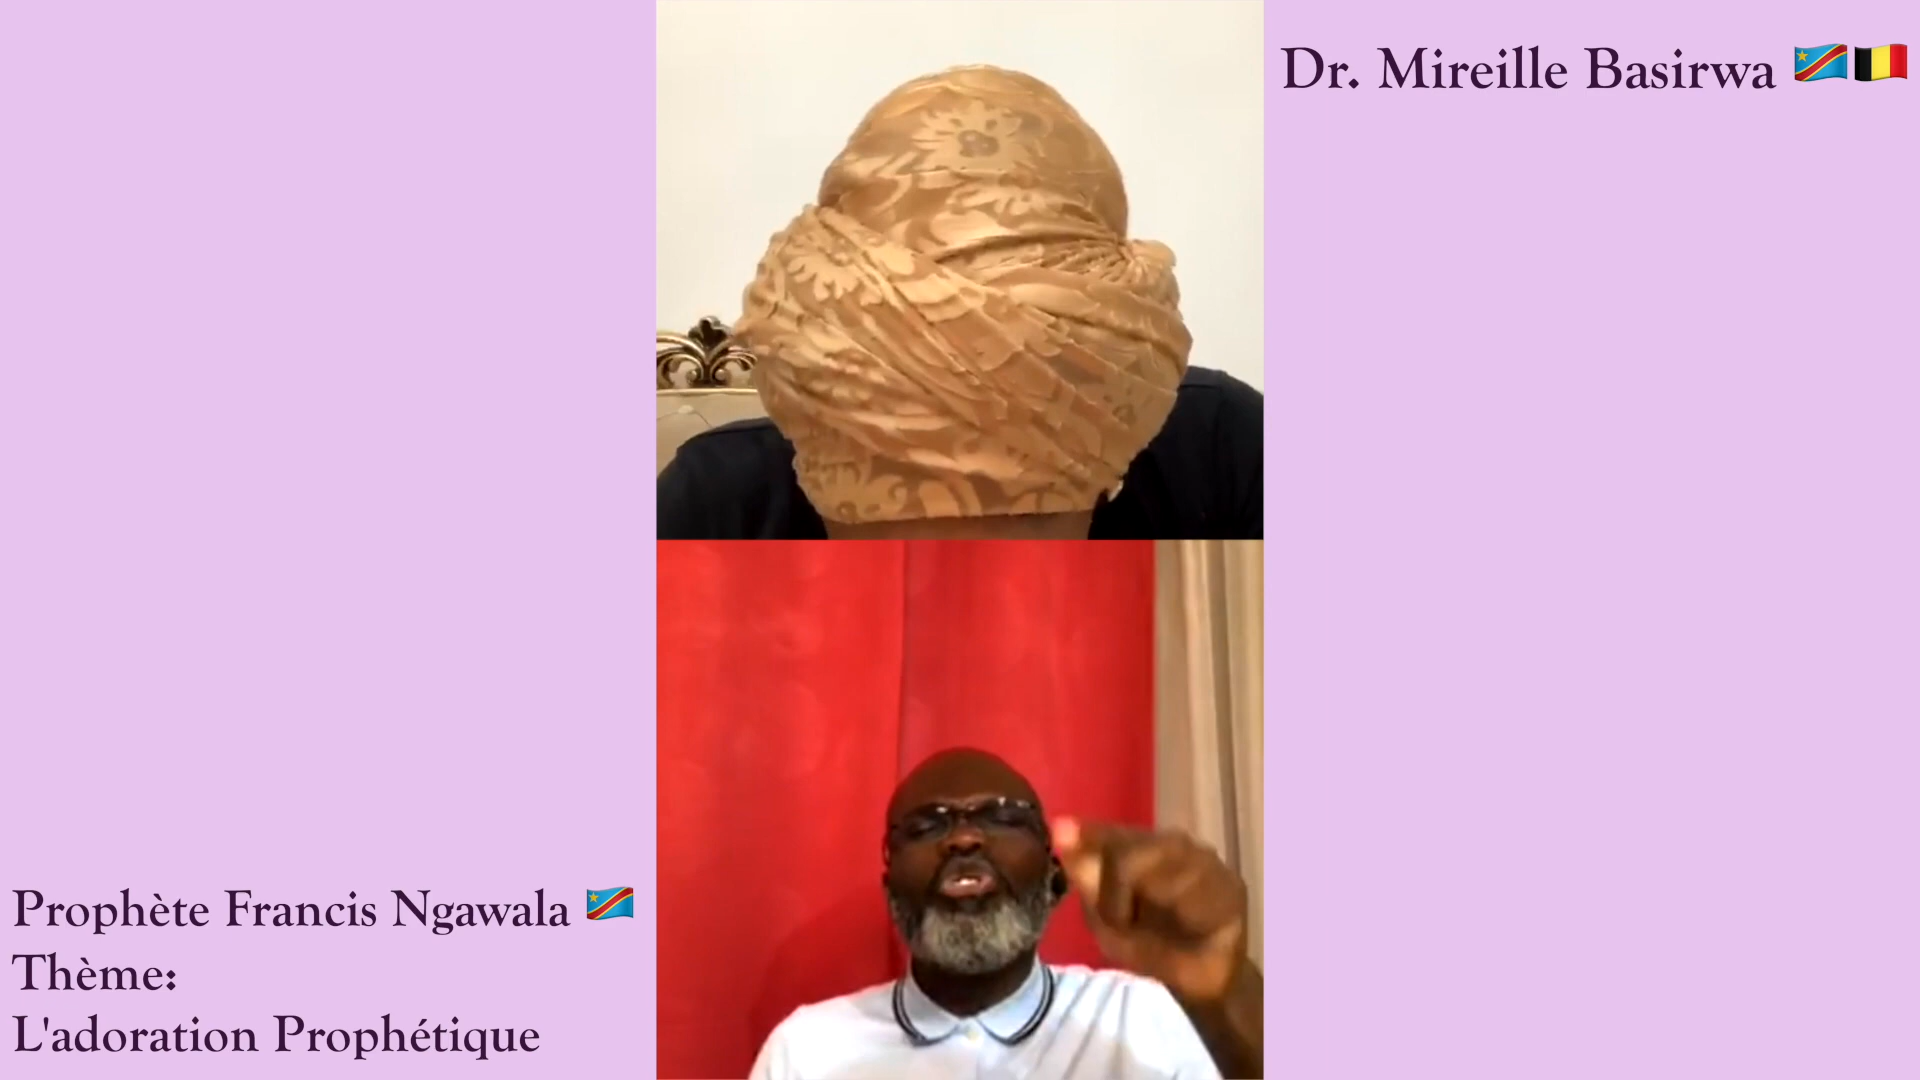 Dr. Mireille Basirwa 🇨🇩🇧🇪
Prophète Francis Ngawala 🇨🇩
Thème:
L'adoration Prophétique